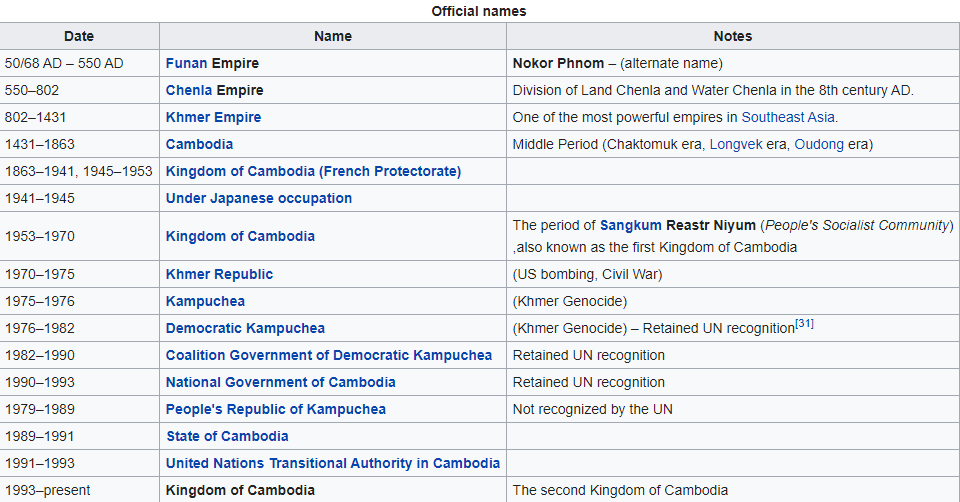 Official names
Date Name Notes
50/68 AD – 550 AD Funan Empire Nokor Phnom – (alternate name)
550–802 Chenla Empire Division of Land Chenla and Water Chenla in the 8th century AD.
802–1431 Khmer Empire One of the most powerful empires in Southeast Asia.
1431–1863 Cambodia Middle Period (Chaktomuk era, Longvek era, Oudong era)
1863–1941, 1945–1953 Kingdom of Cambodia (French Protectorate)
1941–1945 Under Japanese occupation
1953–1970 Kingdom of Cambodia The period of Sangkum Reastr Niyum (People's Socialist Community)
,also known as the first Kingdom of Cambodia
1970–1975 Khmer Republic (US bombing, Civil War)
1975–1976 Kampuchea (Khmer Genocide)
1976–1982 Democratic Kampuchea (Khmer Genocide) – Retained UN recognition[31]
1982–1990 Coalition Government of Democratic Kampuchea Retained UN recognition
1990–1993 National Government of Cambodia Retained UN recognition
1979–1989 People's Republic of Kampuchea Not recognized by the UN
1989–1991 State of Cambodia
1991–1993 United Nations Transitional Authority in Cambodia
1993–present Kingdom of Cambodia The second Kingdom of Cambodia